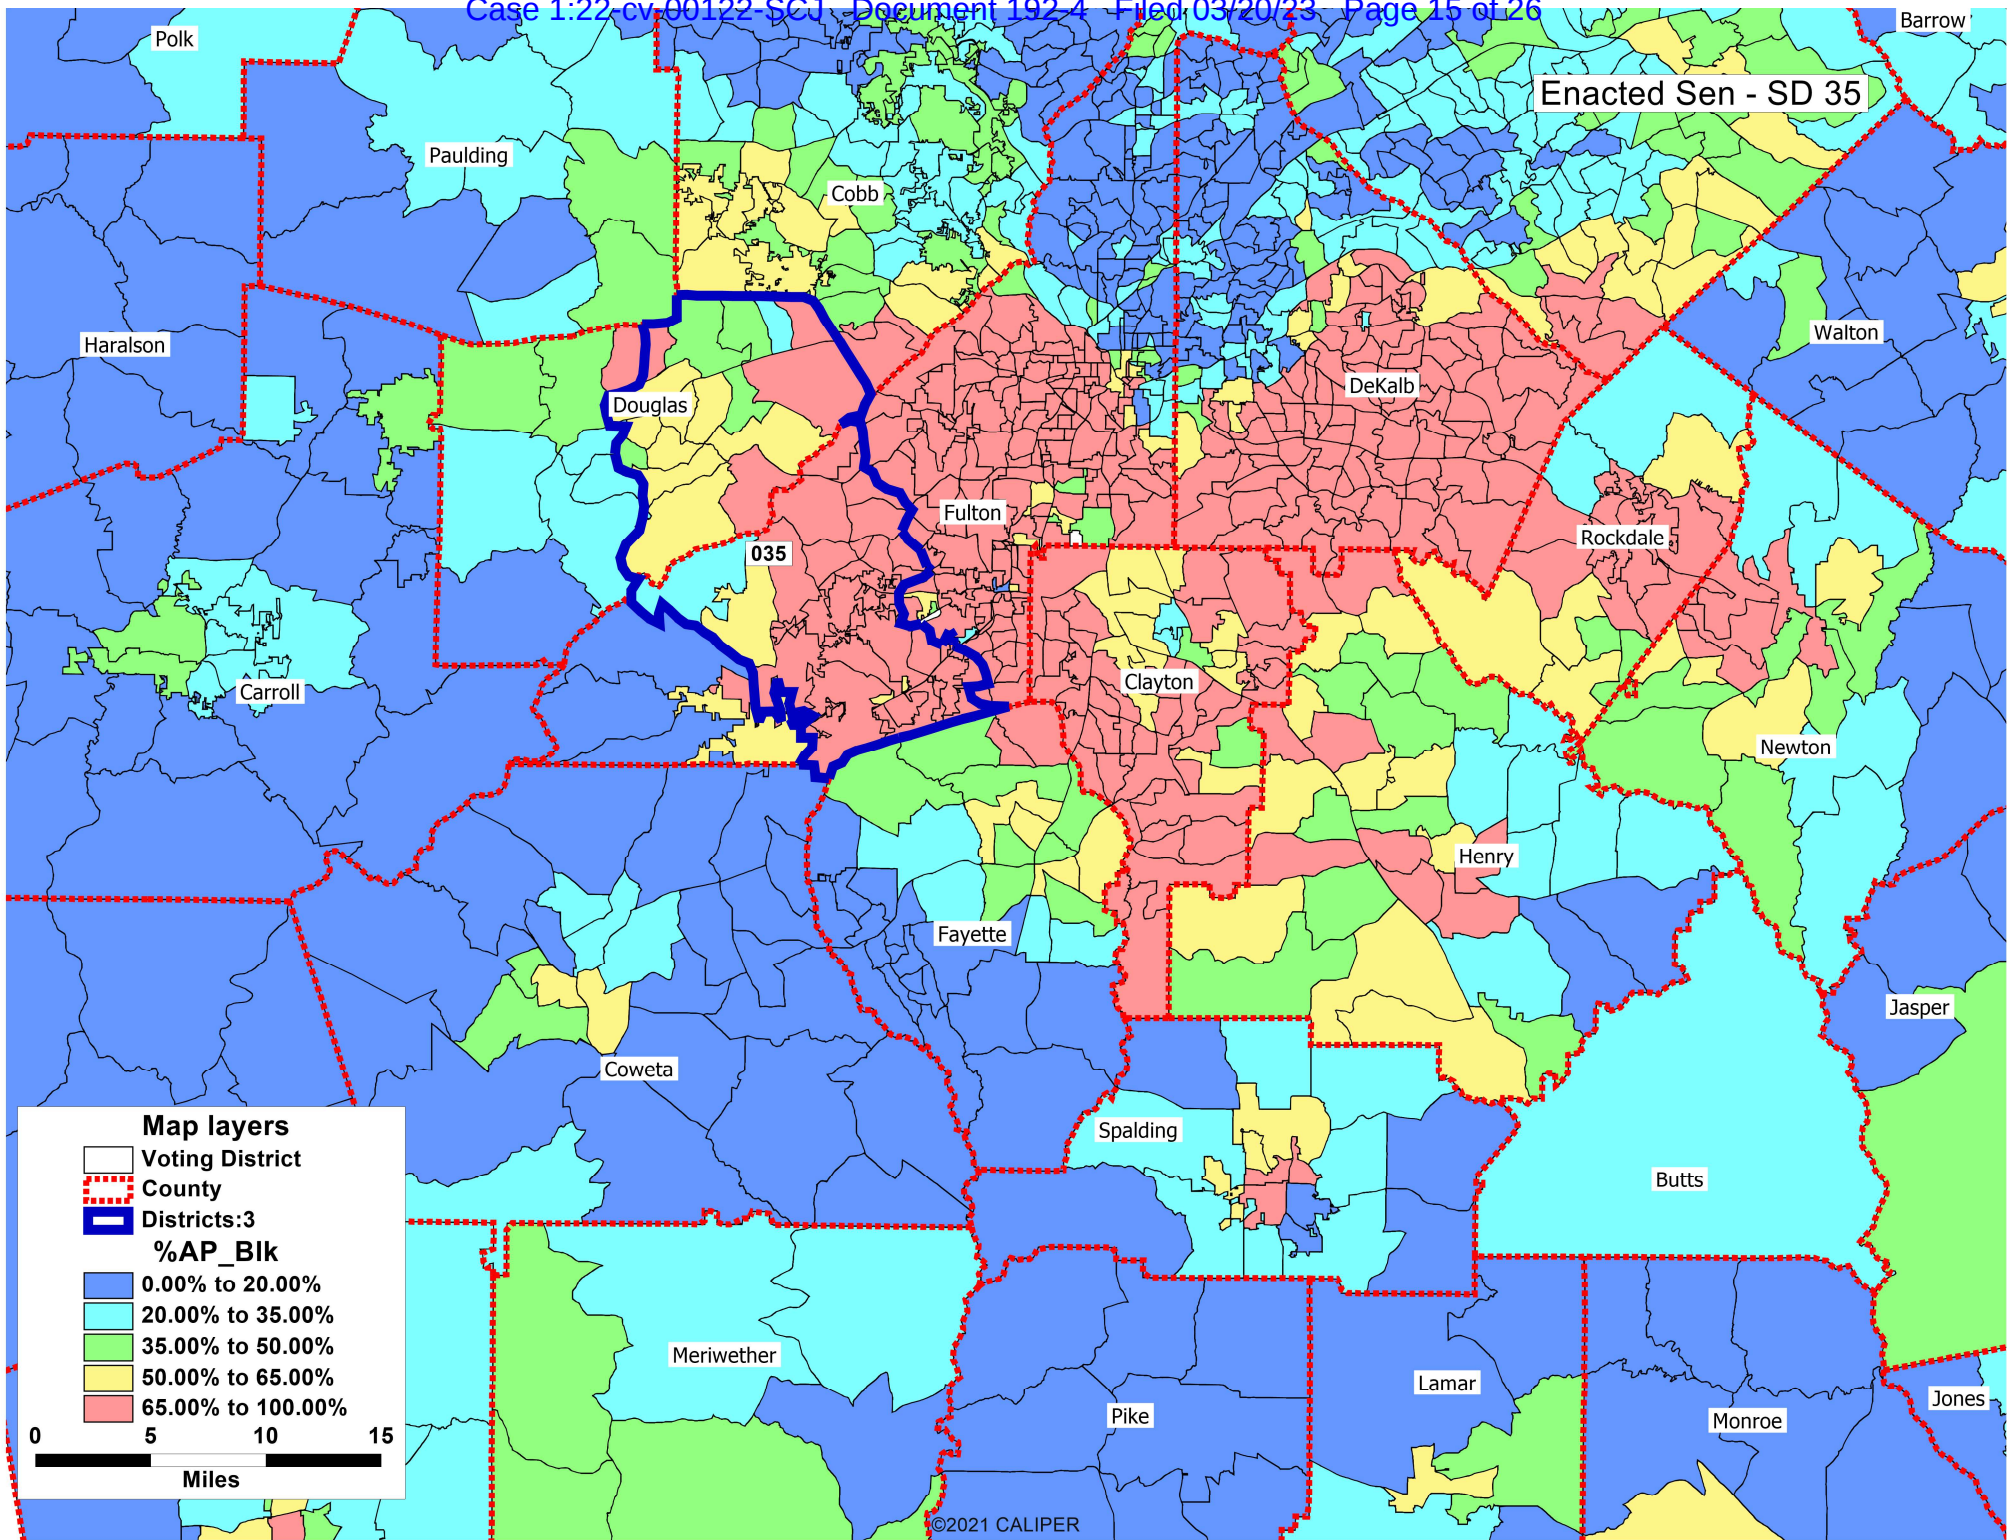 Case 1:22-cv-00122-SCJ Document 192-4 Filed 03/20/23 Page 15 of 26
Polk
Barrow
Enacted Sen - SD 35
Paulding
Cobb
Haralson
Walton
DeKalb
Douglas
Fulton
Rockdale
035
Clayton
Carroll
Newton
Henry
Fayette
Jasper
Coweta
Map layers
Voting District
County
Districts:3
%AP_Blk
0.00% to 20.00%
20.00% to 35.00%
35.00% to 50.00%
50.00% to 65.00%
65.00% to 100.00%
0 5 10 15
Miles
Spalding
Butts
Meriwether
Lamar
Jones
Pike
Monroe
©2021 CALIPER